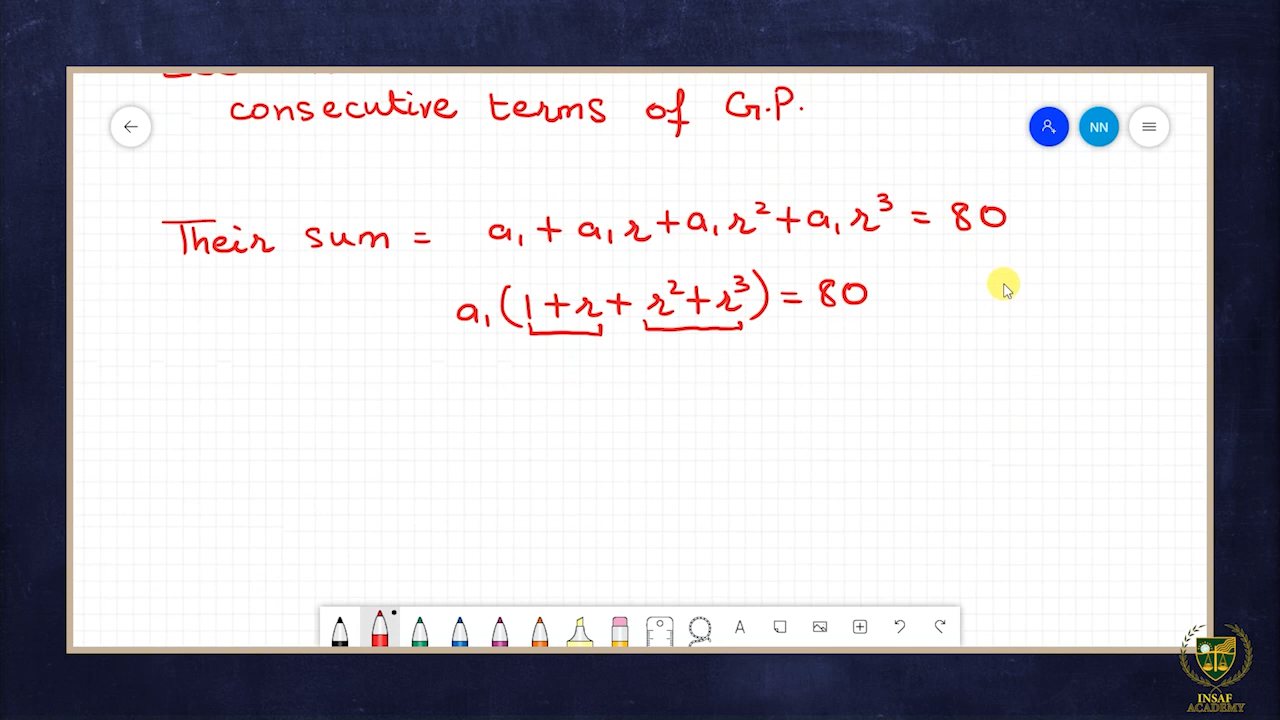 consecutive terms of G.P.
NN
Their sum = a₁ + a₁r + a₁r² + a₁r³ = 80
a₁(1 + r + r² + r³) = 80
A
INSAF
ACADEMY